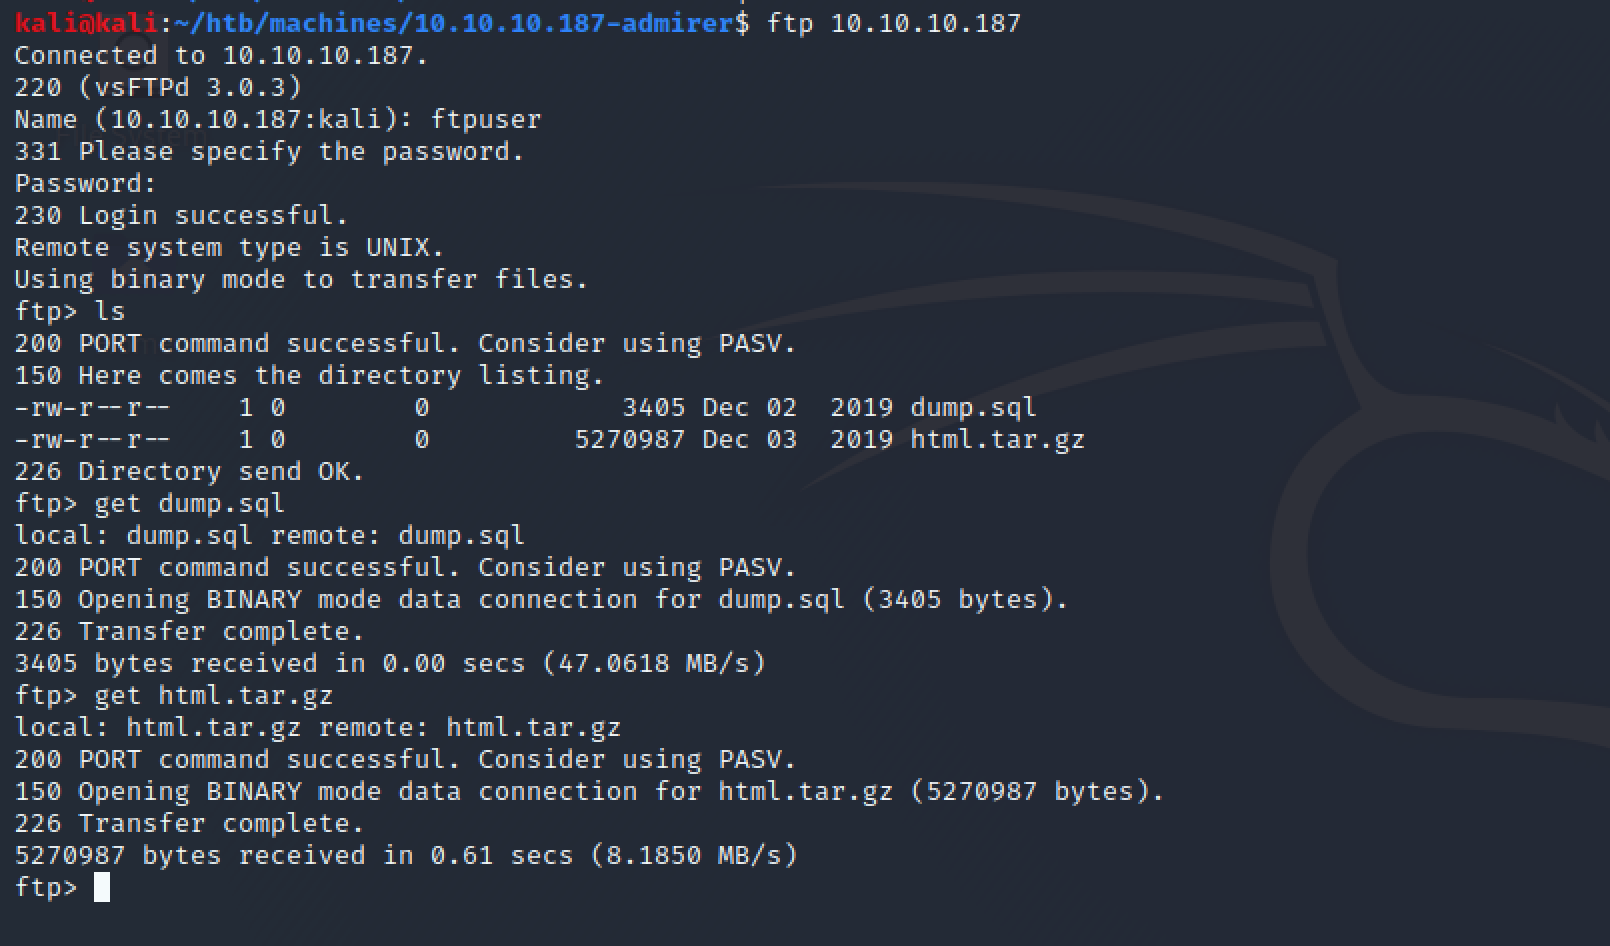 kali@kali:~/htb/machines/10.10.10.187-admirer$ ftp 10.10.10.187
Connected to 10.10.10.187.
220 (vsFTPd 3.0.3)
Name (10.10.10.187:kali): ftpuser
331 Please specify the password.
Password:
230 Login successful.
Remote system type is UNIX.
Using binary mode to transfer files.
ftp> ls
200 PORT command successful. Consider using PASV.
150 Here comes the directory listing.
-rw-r--r--    1 0        0            3405 Dec 02  2019 dump.sql
-rw-r--r--    1 0        0         5270987 Dec 03  2019 html.tar.gz
226 Directory send OK.
ftp> get dump.sql
local: dump.sql remote: dump.sql
200 PORT command successful. Consider using PASV.
150 Opening BINARY mode data connection for dump.sql (3405 bytes).
226 Transfer complete.
3405 bytes received in 0.00 secs (47.0618 MB/s)
ftp> get html.tar.gz
local: html.tar.gz remote: html.tar.gz
200 PORT command successful. Consider using PASV.
150 Opening BINARY mode data connection for html.tar.gz (5270987 bytes).
226 Transfer complete.
5270987 bytes received in 0.61 secs (8.1850 MB/s)
ftp>